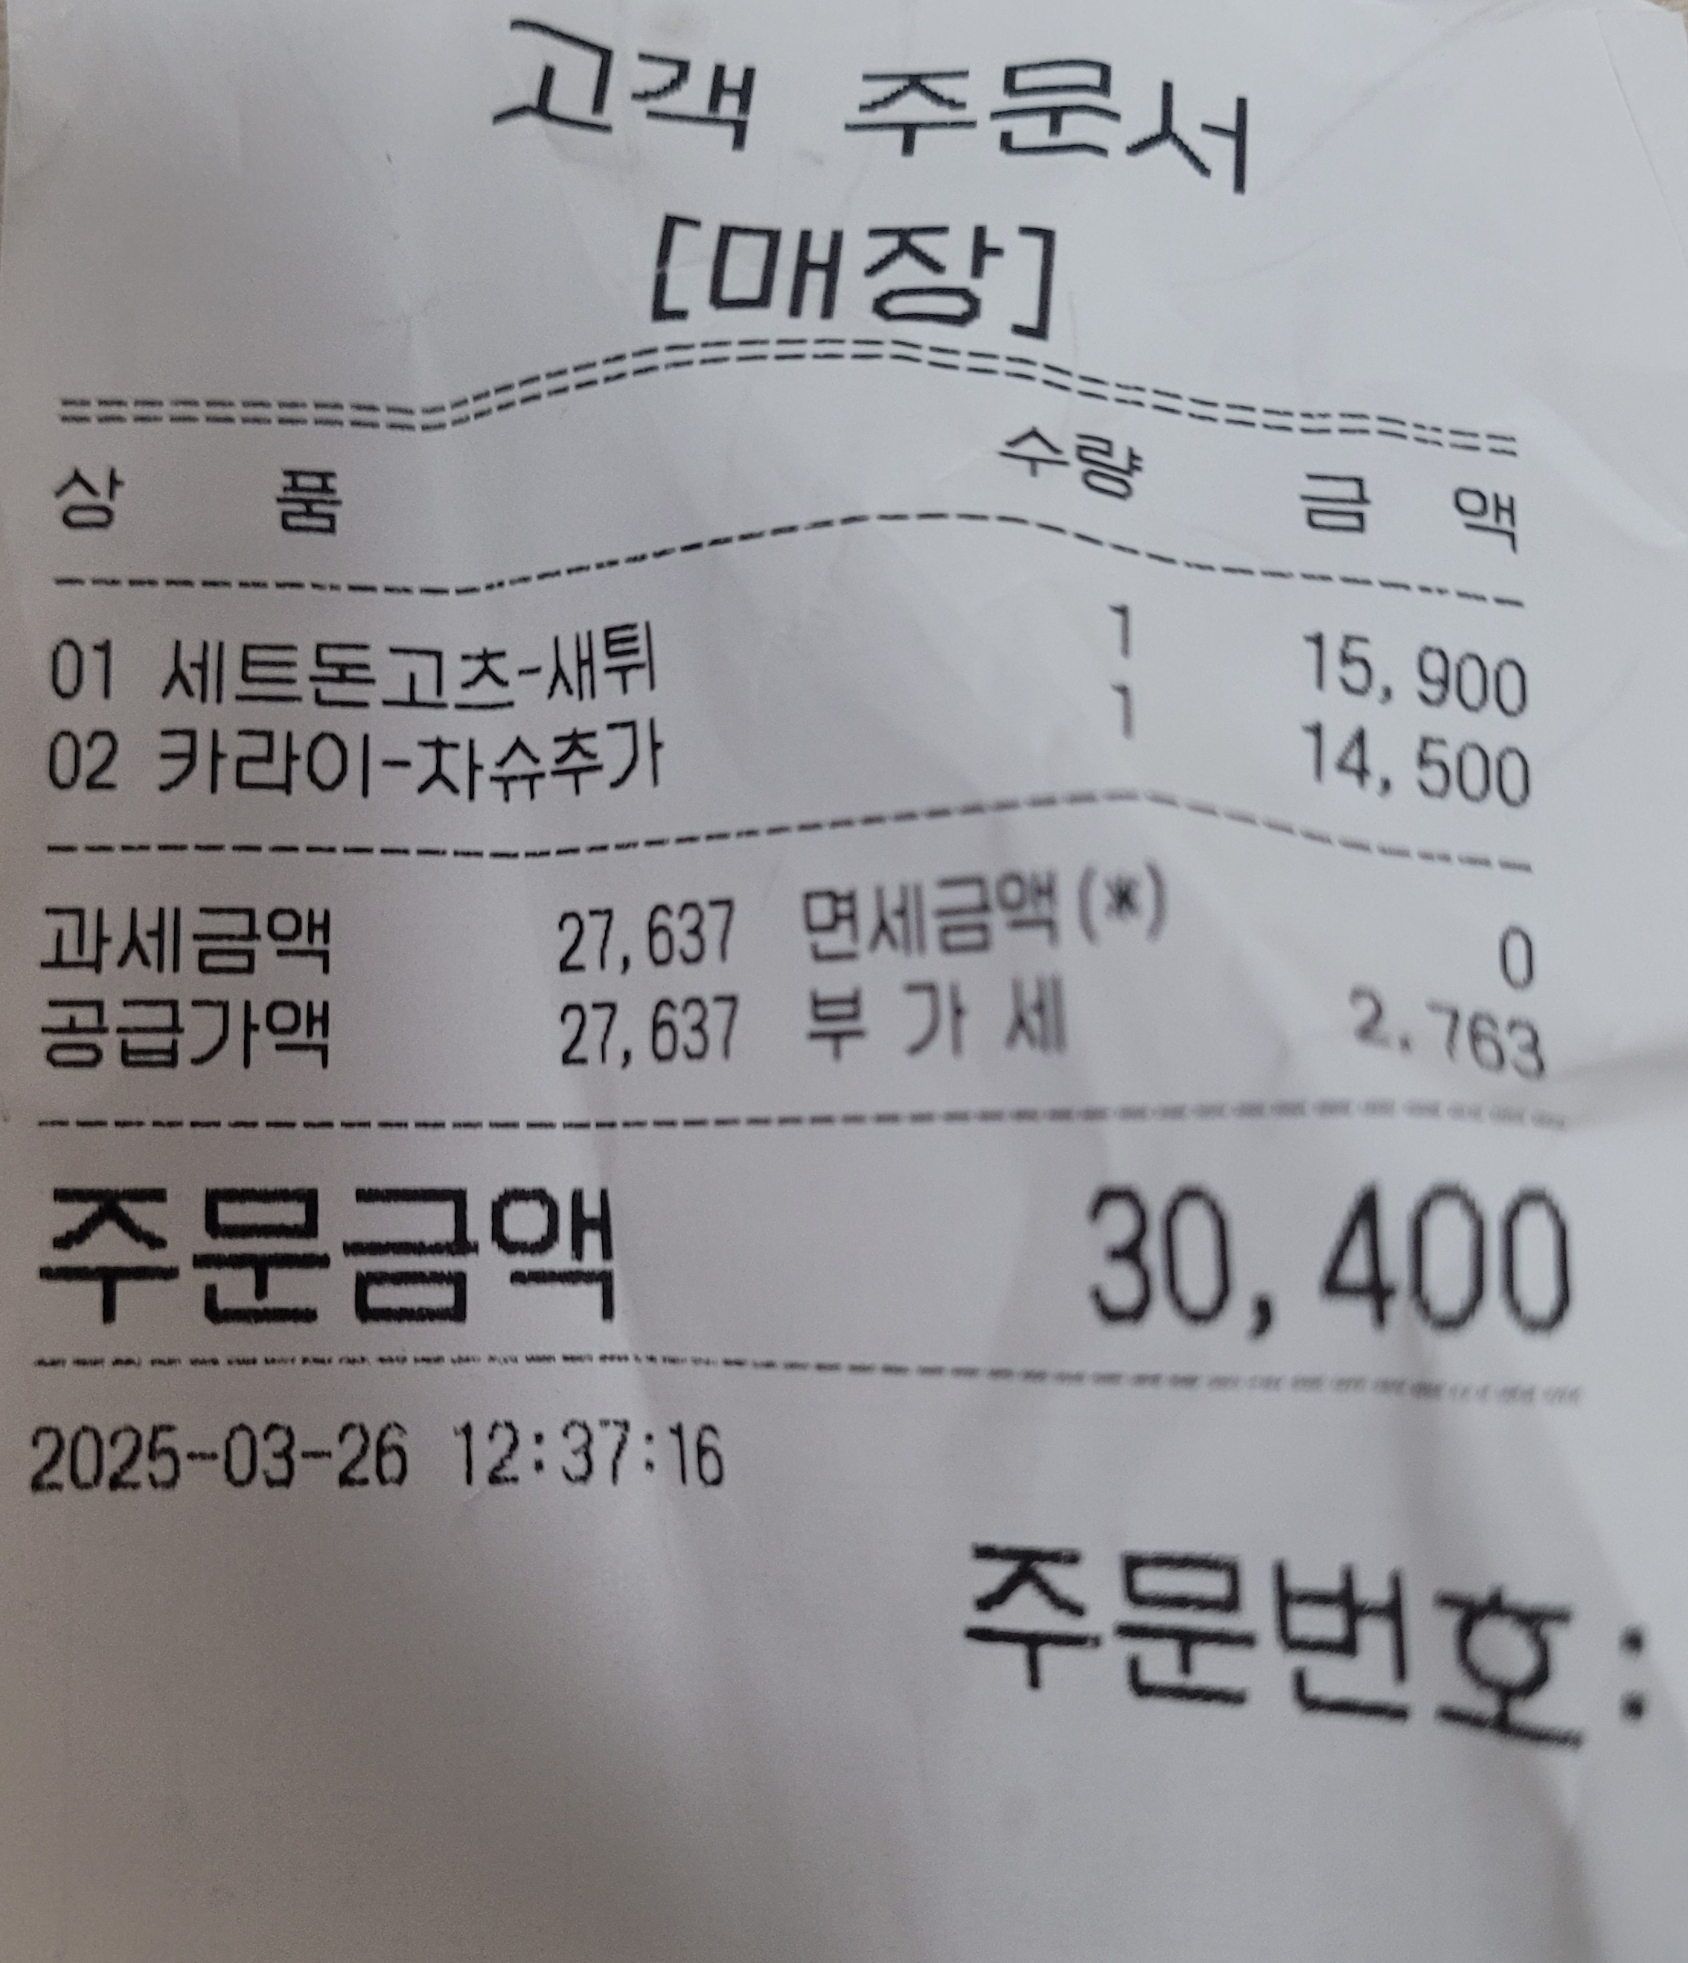 고객 주문서
[매장]
상 품 수량 금 액
01 세트돈고츠-새튀 1 15,900
02 카라이-차슈추가 1 14,500
과세금액 27,637 면세금액(*) 0
공급가액 27,637 부 가 세 2,763
주문금액 30,400
2025-03-26 12:37:16
주문번호: